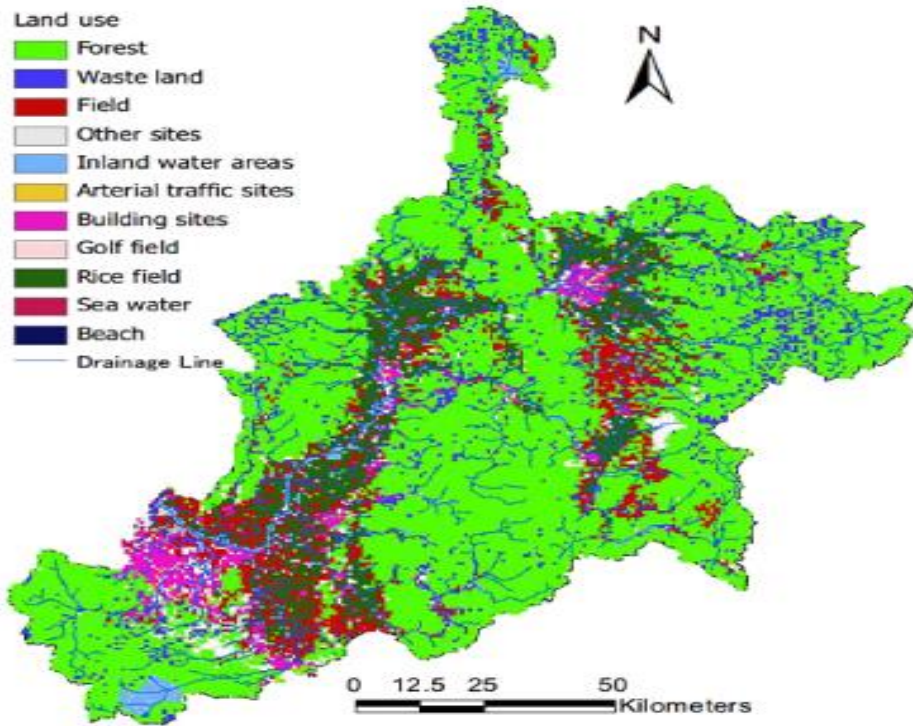 Land use
Forest
Waste land
Field
Other sites
Inland water areas
Arterial traffic sites
Building sites
Golf field
Rice field
Sea water
Beach
Drainage Line
N
0 12.5 25 50
Kilometers